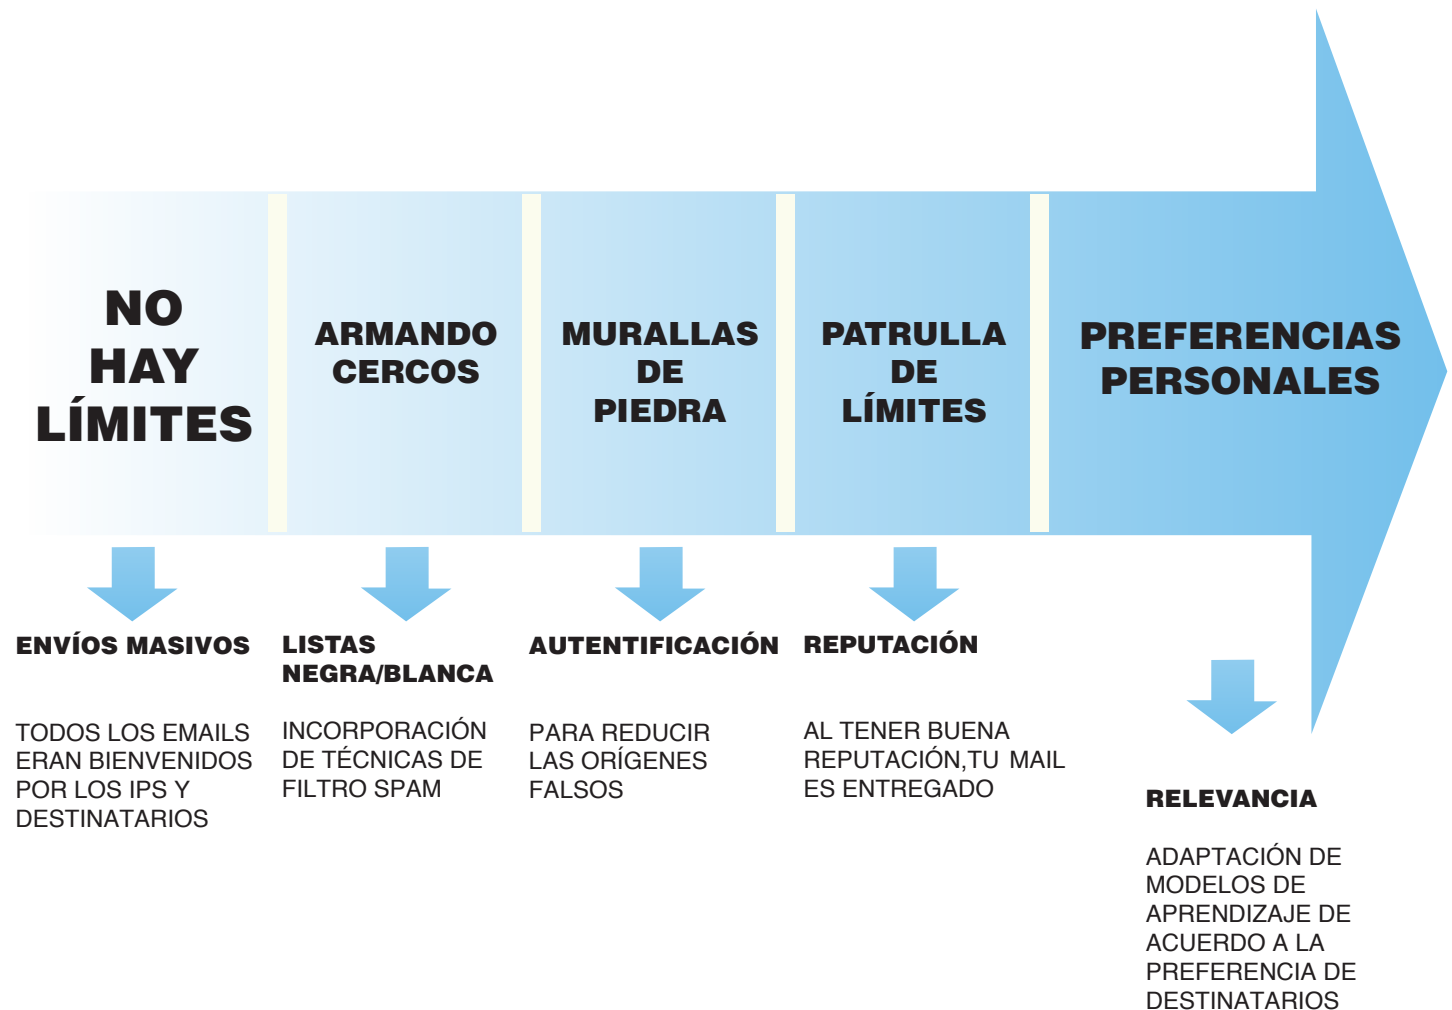 NO
HAY
LÍMITES
ARMANDO
CERCOS
MURALLAS
DE
PIEDRA
PATRULLA
DE
LÍMITES
PREFERENCIAS
PERSONALES
ENVÍOS MASIVOS
TODOS LOS EMAILS
ERAN BIENVENIDOS
POR LOS IPS Y
DESTINATARIOS
LISTAS
NEGRA/BLANCA
INCORPORACIÓN
DE TÉCNICAS DE
FILTRO SPAM
AUTENTIFICACIÓN
PARA REDUCIR
LAS ORÍGENES
FALSOS
REPUTACIÓN
AL TENER BUENA
REPUTACIÓN,TU MAIL
ES ENTREGADO
RELEVANCIA
ADAPTACIÓN DE
MODELOS DE
APRENDIZAJE DE
ACUERDO A LA
PREFERENCIA DE
DESTINATARIOS